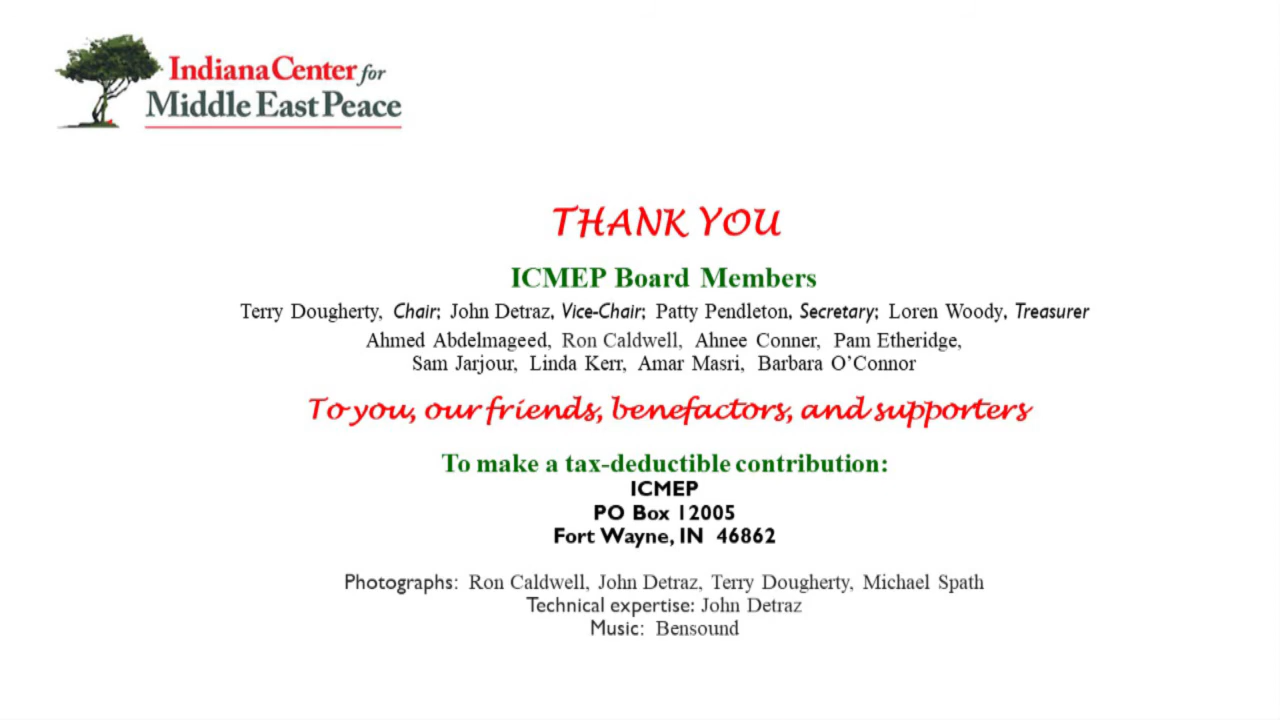 Indiana Center for
Middle East Peace
THANK YOU
ICMEP Board Members
Terry Dougherty, Chair; John Detraz, Vice-Chair; Patty Pendleton, Secretary; Loren Woody, Treasurer
Ahmed Abdelmageed, Ron Caldwell, Ahnee Conner, Pam Etheridge,
Sam Jarjour, Linda Kerr, Amar Masri, Barbara O’Connor
To you, our friends, benefactors, and supporters
To make a tax-deductible contribution:
ICMEP
PO Box 12005
Fort Wayne, IN 46862
Photographs: Ron Caldwell, John Detraz, Terry Dougherty, Michael Spath
Technical expertise: John Detraz
Music: Bensound